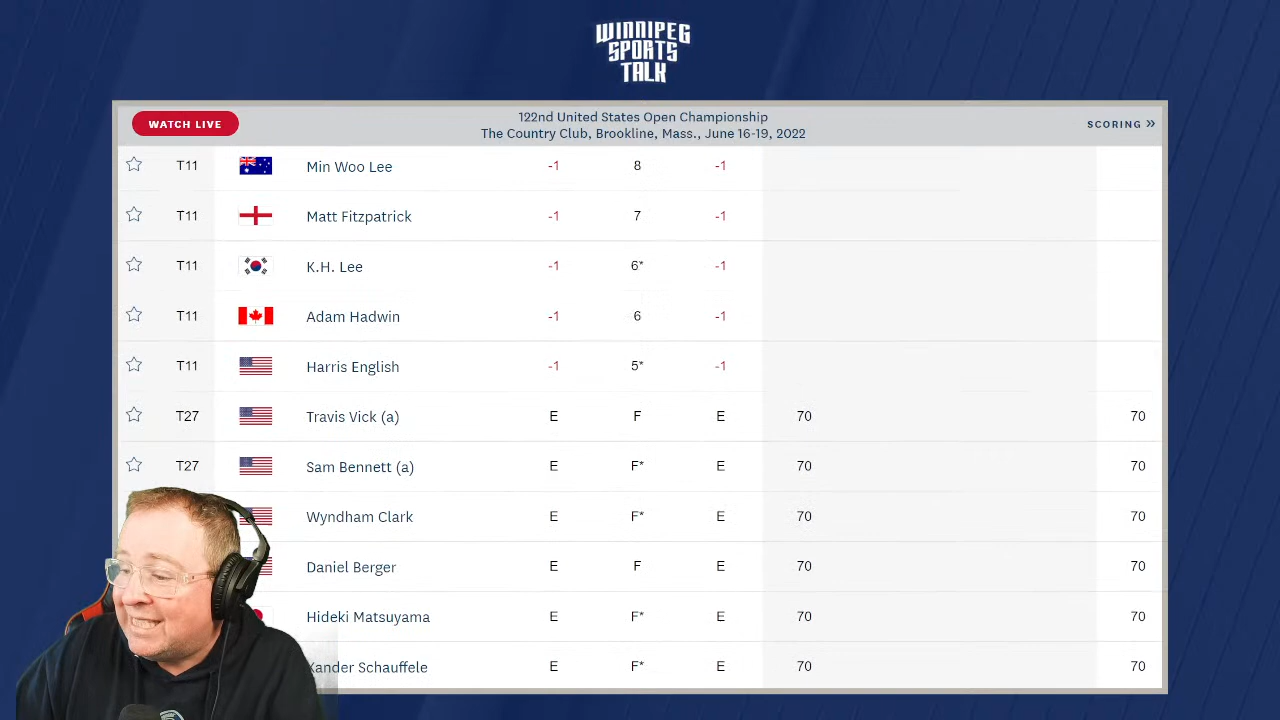 WINNIPEG
SPORTS
TALK
WATCH LIVE
122nd United States Open Championship
The Country Club, Brookline, Mass., June 16-19, 2022
SCORING »
T11 Min Woo Lee -1 8 -1
T11 Matt Fitzpatrick -1 7 -1
T11 K.H. Lee -1 6* -1
T11 Adam Hadwin -1 6 -1
T11 Harris English -1 5* -1
T27 Travis Vick (a) E F E 70 70
T27 Sam Bennett (a) E F* E 70 70
Wyndham Clark E F* E 70 70
Daniel Berger E F E 70 70
Hideki Matsuyama E F* E 70 70
Xander Schauffele E F* E 70 70